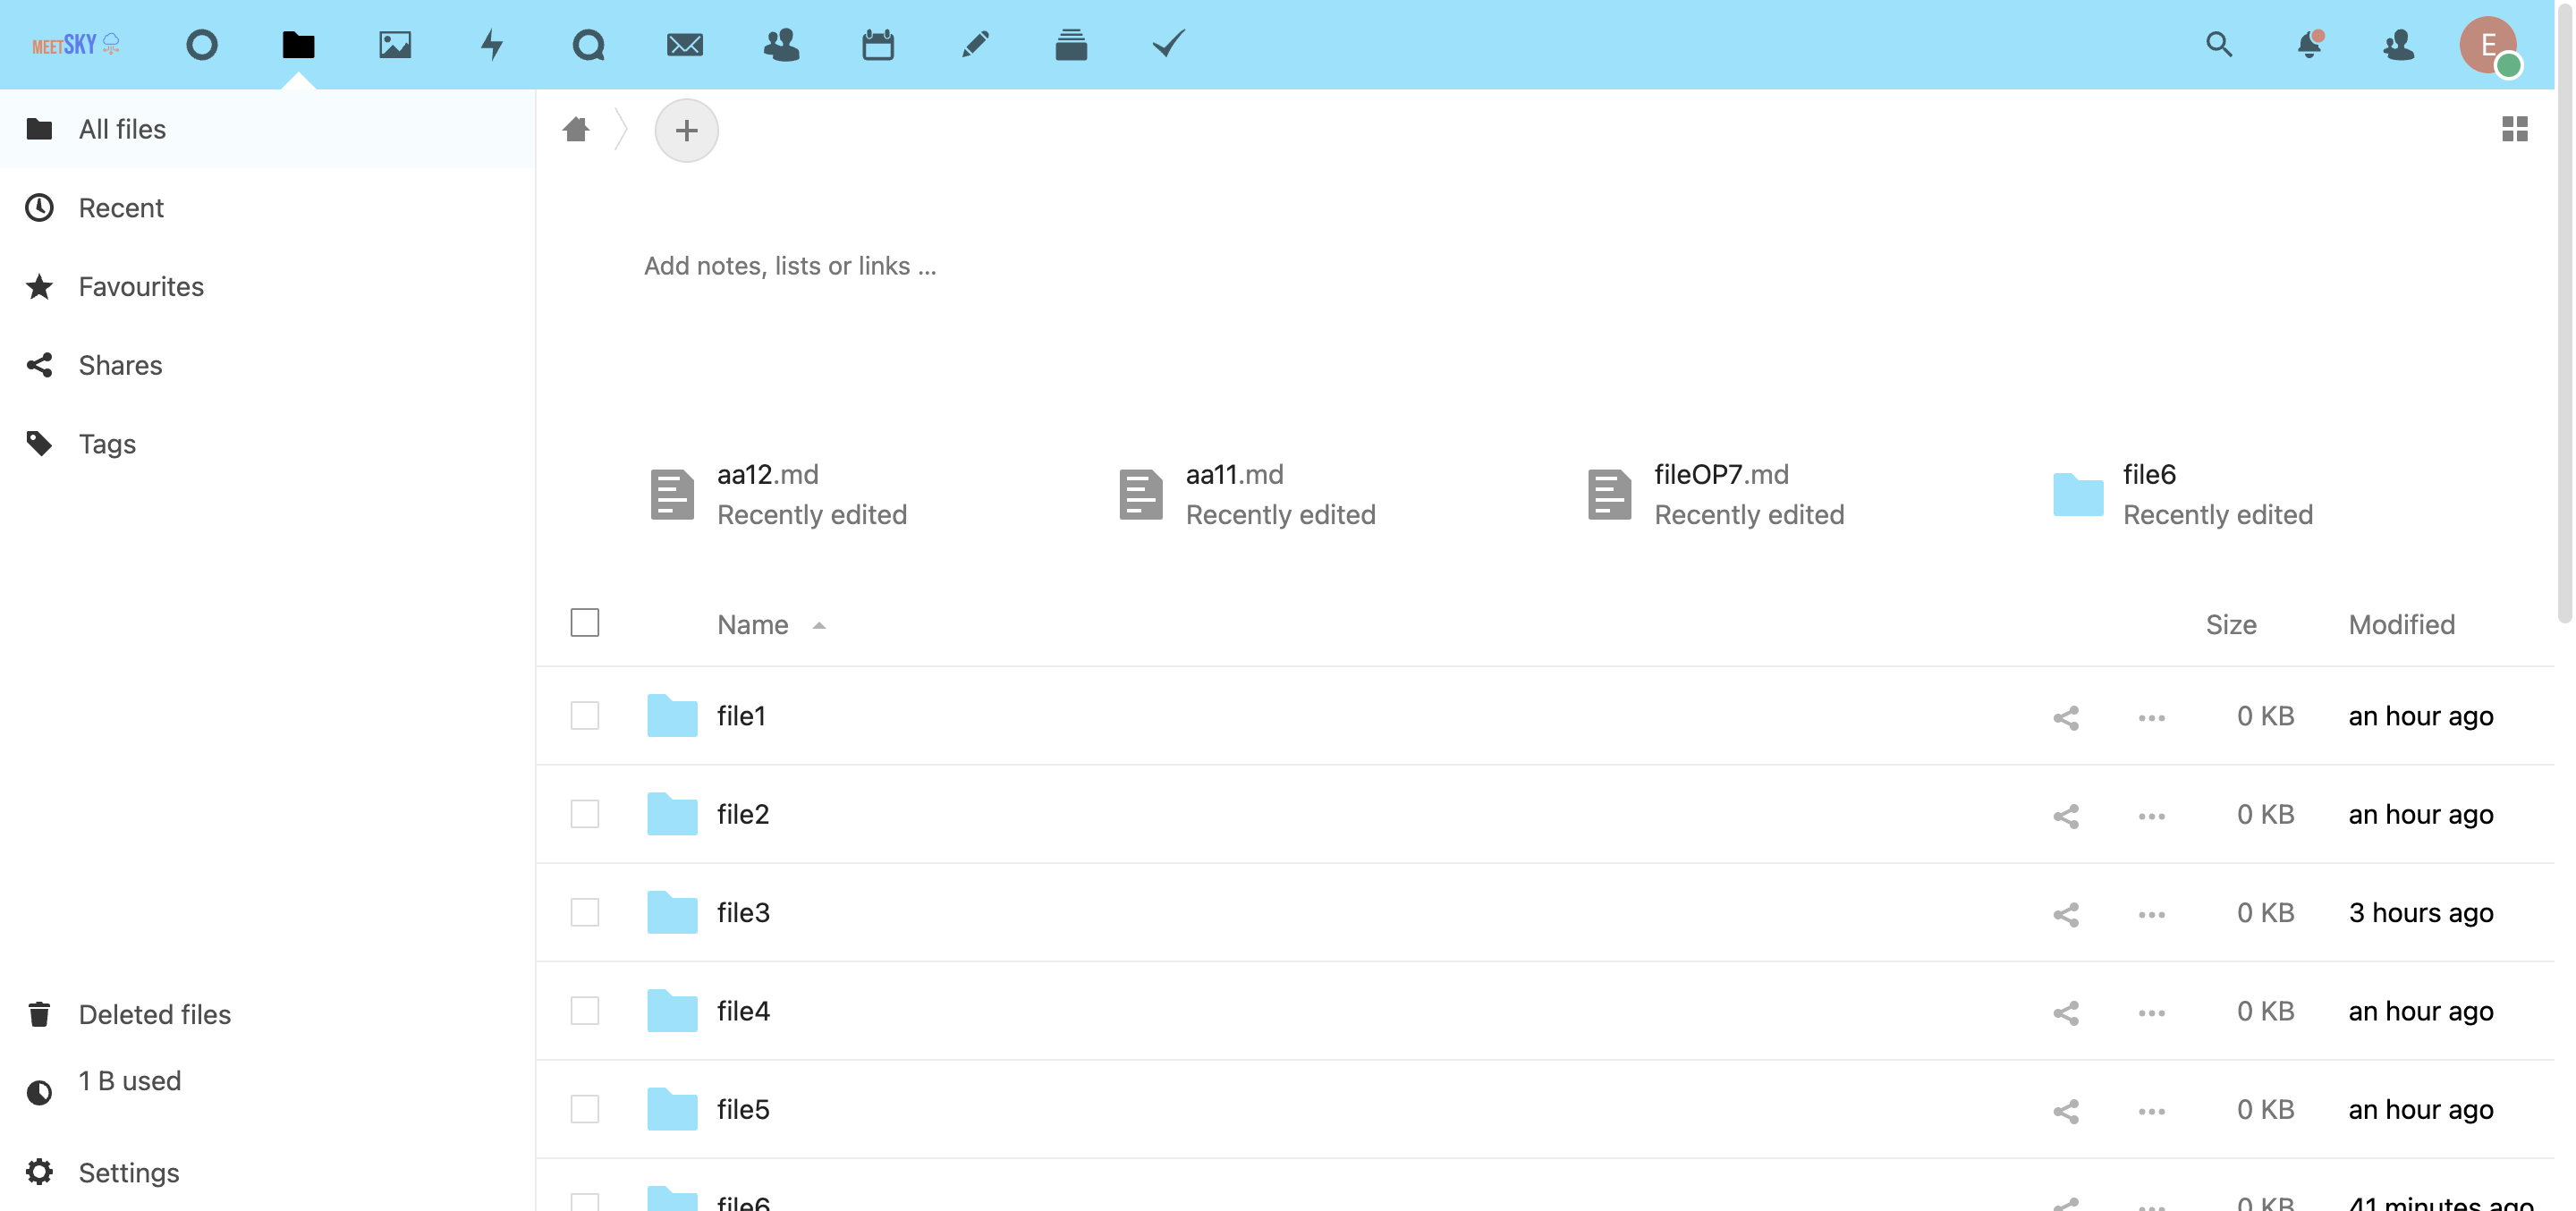 MEETSKY
E
All files
Recent
Favourites
Shares
Tags
Deleted files
1 B used
Settings
Add notes, lists or links ...
aa12.md
Recently edited
aa11.md
Recently edited
fileOP7.md
Recently edited
file6
Recently edited
Name Size Modified
file1 0 KB an hour ago
file2 0 KB an hour ago
file3 0 KB 3 hours ago
file4 0 KB an hour ago
file5 0 KB an hour ago
file6 0 KB 41 minutes ago